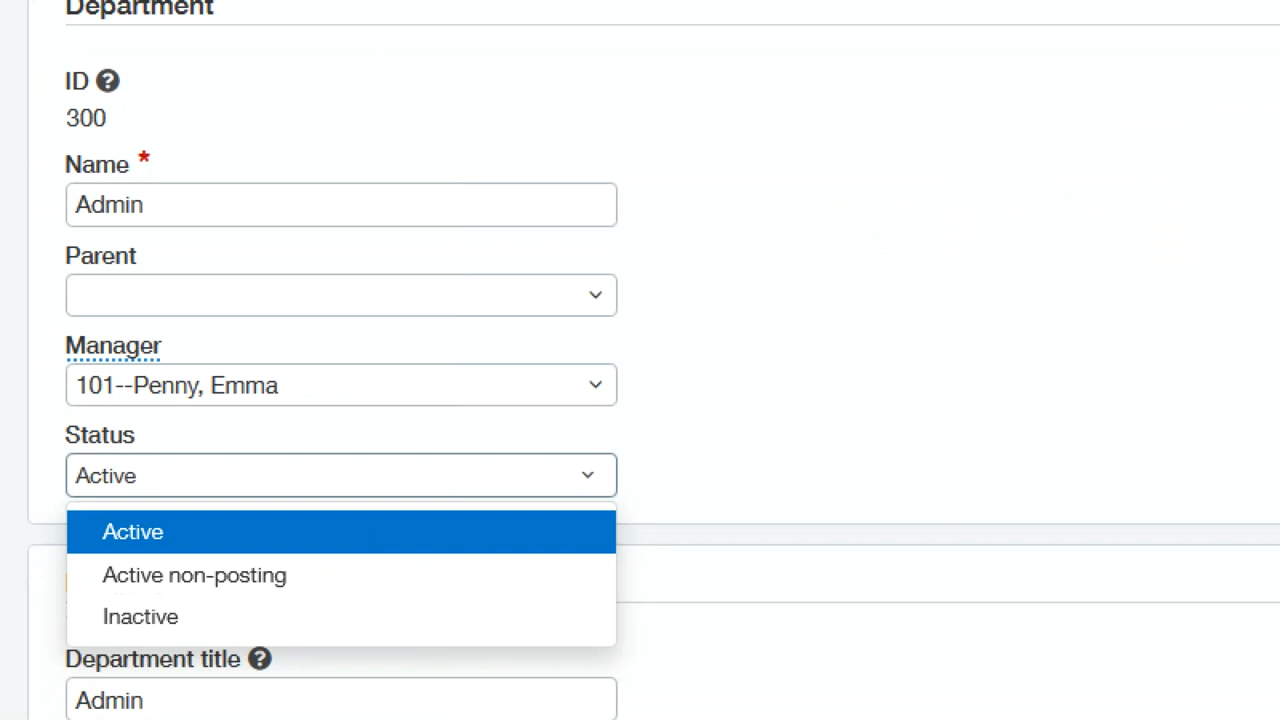 Department
ID
300
Name *
Admin
Parent
Manager
101--Penny, Emma
Status
Active
Active
Active non-posting
Inactive
Department title
Admin